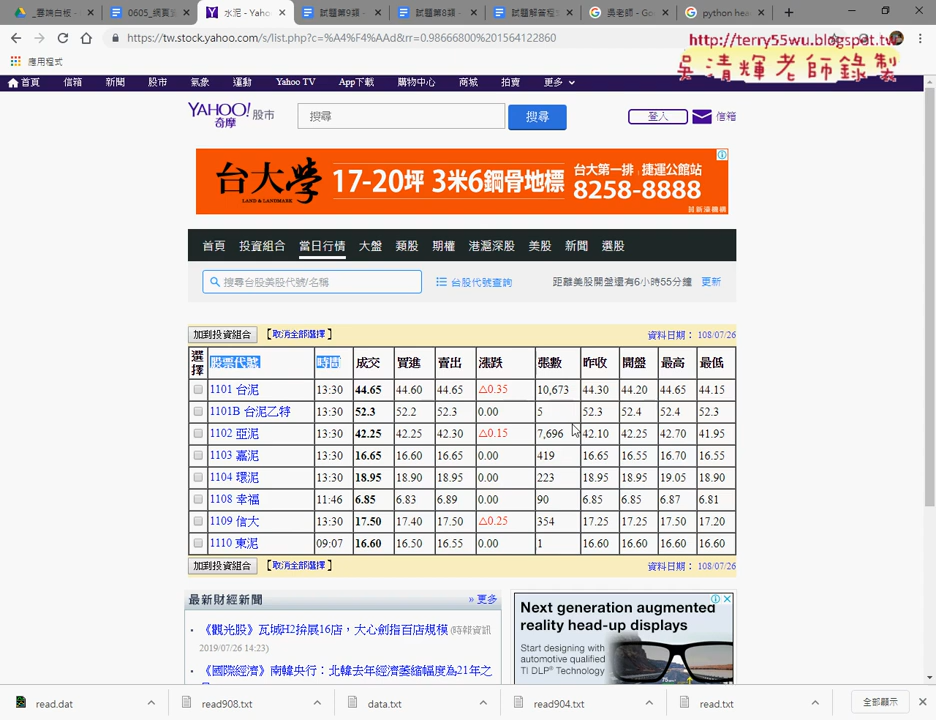 _雲端白板 -
0605_網頁資
水泥 - Yaho
試題第9類 -
試題第8類 -
試題解答程
吳老師 - Go
python hea
https://tw.stock.yahoo.com/s/list.php?c=%A4%F4%AAd&rr=0.98666800%201564122860
http://terry55wu.blogspot.tw
吳清輝老師錄製
應用程式
首頁 信箱 新聞 股市 氣象 運動 Yahoo TV App下載 購物中心 商城 拍賣 更多
YAHOO! 奇摩 股市
搜尋
搜尋
登入
信箱
台大學
LAND & LANDMARK
17-20坪 3米6鋼骨地標
台大第一排 | 捷運公館站
8258-8888
首頁 投資組合 當日行情 大盤 類股 期權 港滬深股 美股 新聞 選股
搜尋台股美股代號/名稱
台股代號查詢
距離美股開盤還有6小時55分鐘 更新
加到投資組合 【取消全部選擇】 資料日期： 108/07/26
選擇 股票代號 時間 成交 買進 賣出 漲跌 張數 昨收 開盤 最高 最低
1101 台泥 13:30 44.65 44.60 44.65 △0.35 10,673 44.30 44.20 44.65 44.15
1101B 台泥乙特 13:30 52.3 52.2 52.3 0.00 5 52.3 52.4 52.4 52.3
1102 亞泥 13:30 42.25 42.25 42.30 △0.15 7,696 42.10 42.25 42.70 41.95
1103 嘉泥 13:30 16.65 16.60 16.65 0.00 419 16.65 16.55 16.70 16.55
1104 環泥 13:30 18.95 18.90 18.95 0.00 223 18.95 18.95 19.05 18.90
1108 幸福 11:46 6.85 6.83 6.89 0.00 90 6.85 6.85 6.87 6.81
1109 信大 13:30 17.50 17.40 17.50 △0.25 354 17.25 17.25 17.50 17.20
1110 東泥 09:07 16.60 16.50 16.55 0.00 1 16.60 16.60 16.60 16.60
加到投資組合 【取消全部選擇】 資料日期： 108/07/26
最新財經新聞 » 更多
‧ 《觀光股》瓦城H2拚展16店，大心劍指百店規模 (時報資訊
2019/07/26 14:23)
‧ 《國際經濟》南韓央行：北韓去年經濟萎縮幅度為21年之
Next generation augmented
reality head-up displays
Start designing with
automotive qualified
TI DLP® Technology
read.dat
read908.txt
data.txt
read904.txt
read.txt
全部顯示